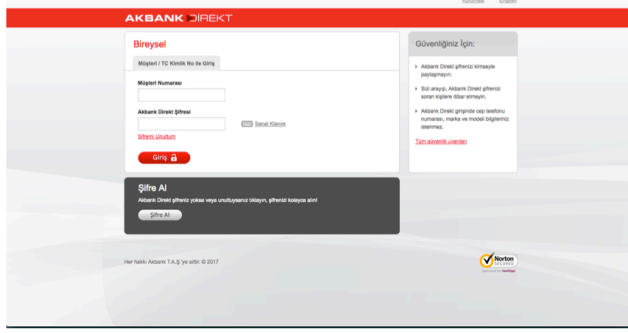 AKBANK DİREKT
Bireysel
Müşteri / TC Kimlik No ile Giriş
Müşteri Numarası
Akbank Direkt Şifresi
Sanal Klavye
Şifremi Unuttum
Giriş
Güvenliğiniz İçin:
Akbank Direkt şifrenizi kimseyle
paylaşmayın.
Sizi arayıp, Akbank Direkt şifrenizi
soran kişilere itibar etmeyin.
Akbank Direkt girişinde cep telefonu
numarası, marka ve modeli bilgileriniz
istenmez.
Tüm güvenlik uyarıları
Şifre Al
Akbank Direkt şifreniz yoksa veya unuttuysanız tıklayın, şifrenizi kolayca alın!
Şifre Al
Her hakkı Akbank T.A.Ş.'ye aittir. © 2017
Norton
SECURED